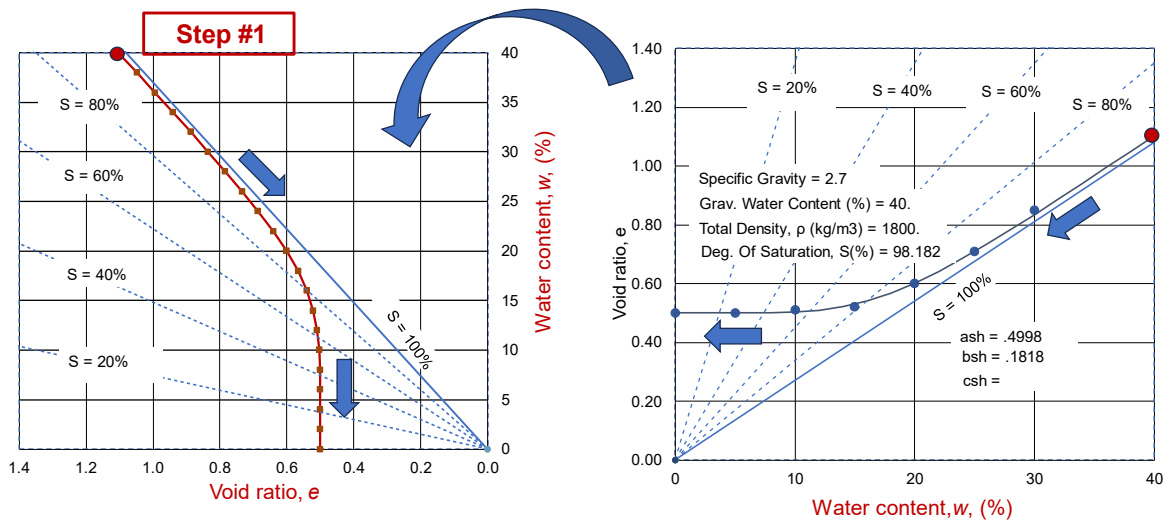 Step #1
40
35
30
25
20
15
10
5
0
S = 80%
S = 60%
S = 40%
S = 20%
S = 100%
1.4 1.2 1.0 0.8 0.6 0.4 0.2 0.0
Void ratio, e
Water content, w, (%)
1.40
1.20
1.00
0.80
0.60
0.40
0.20
0.00
Void ratio, e
S = 20%
S = 40%
S = 60%
S = 80%
Specific Gravity = 2.7
Grav. Water Content (%) = 40.
Total Density, ρ (kg/m3) = 1800.
Deg. Of Saturation, S(%) = 98.182
S = 100%
ash = .4998
bsh = .1818
csh =
0 10 20 30 40
Water content,w, (%)